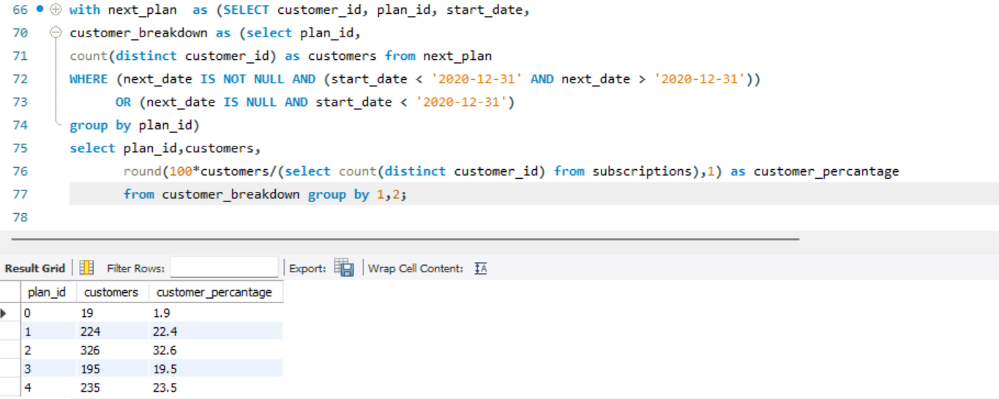 66 with next_plan as (SELECT customer_id, plan_id, start_date,
70 customer_breakdown as (select plan_id,
71 count(distinct customer_id) as customers from next_plan
72 WHERE (next_date IS NOT NULL AND (start_date < '2020-12-31' AND next_date > '2020-12-31'))
73 OR (next_date IS NULL AND start_date < '2020-12-31')
74 group by plan_id)
75 select plan_id,customers,
76 round(100*customers/(select count(distinct customer_id) from subscriptions),1) as customer_percantage
77 from customer_breakdown group by 1,2;
78
Result Grid Filter Rows: Export: Wrap Cell Content: IA
plan_id customers customer_percantage
0 19 1.9
1 224 22.4
2 326 32.6
3 195 19.5
4 235 23.5